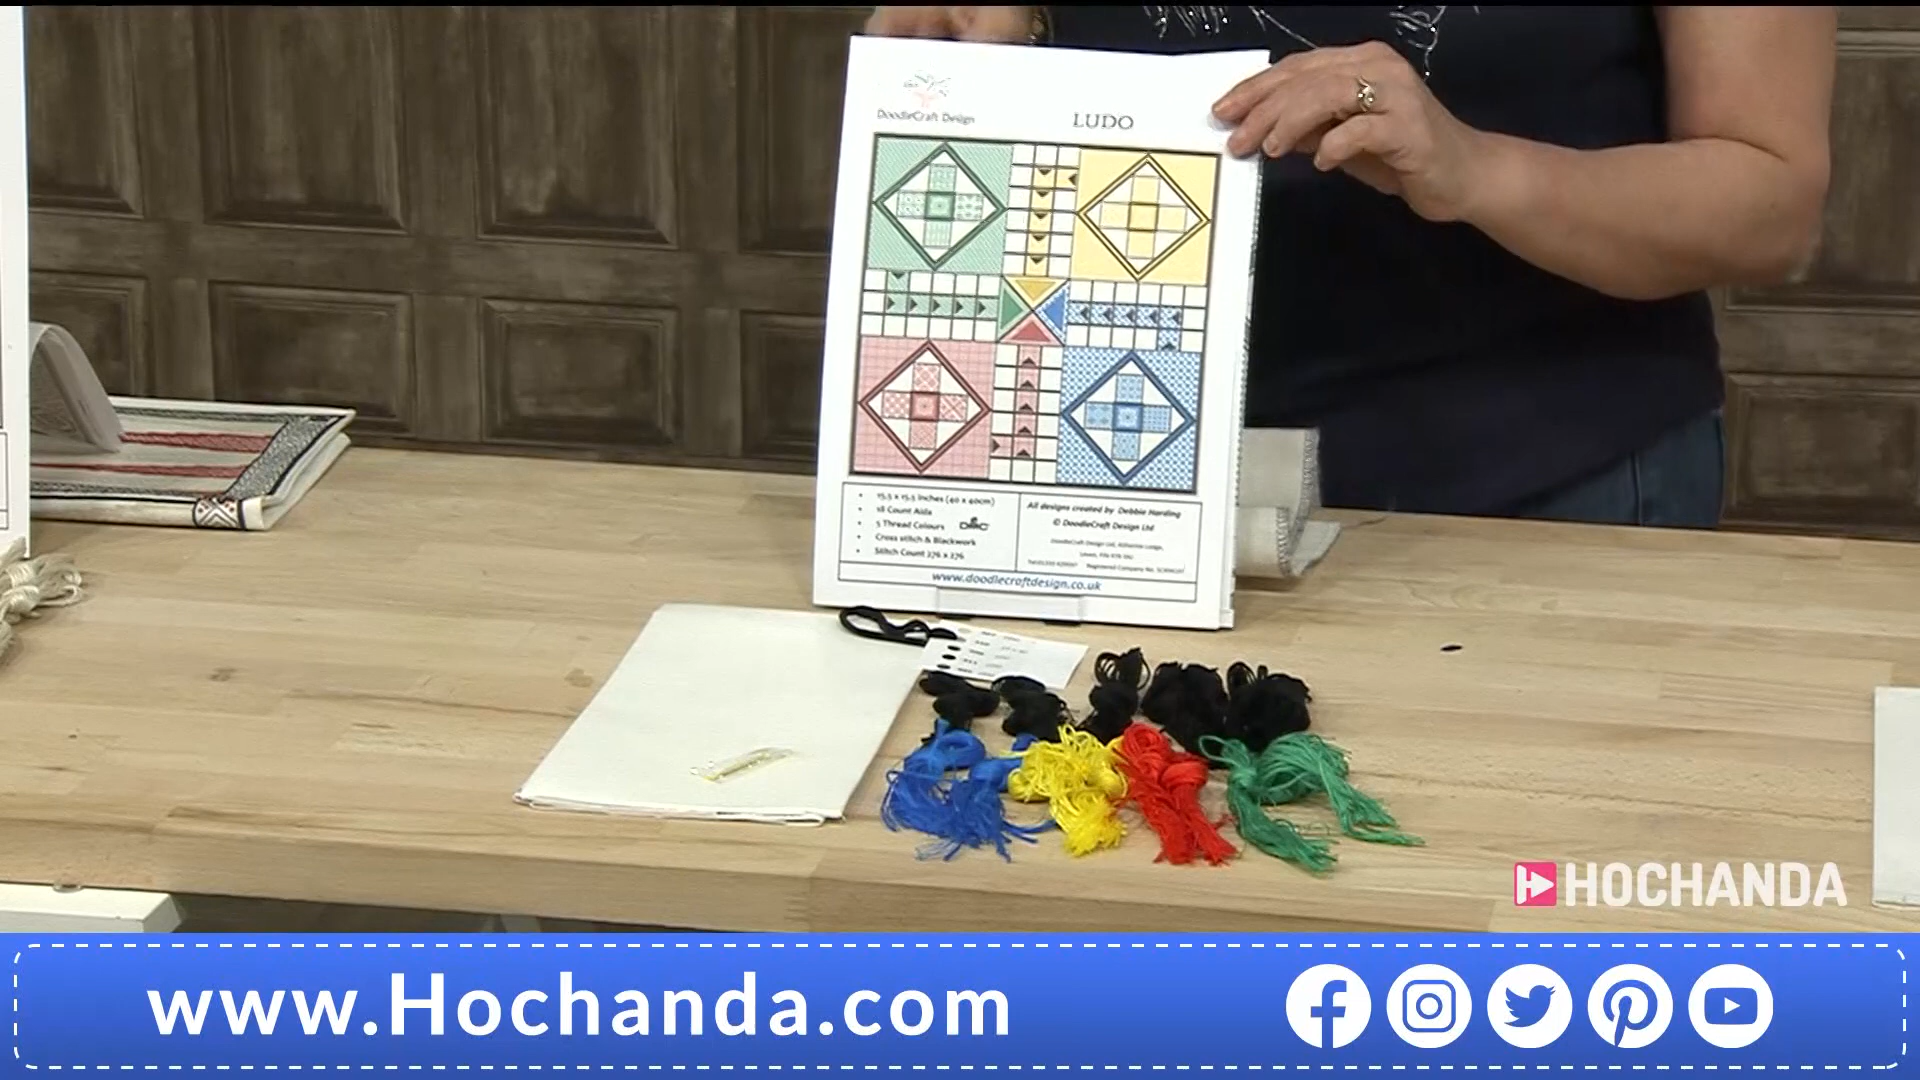 DoodleCraft Design
LUDO
15.5 x 15.5 inches (40 x 40cm)
18 Count Aida
5 Thread Colours DMC
Cross stitch & Blackwork
Stitch Count 276 x 276
All designs created by Debbie Harding
© DoodleCraft Design Ltd
www.doodlecraftdesign.co.uk
HOCHANDA
www.Hochanda.com